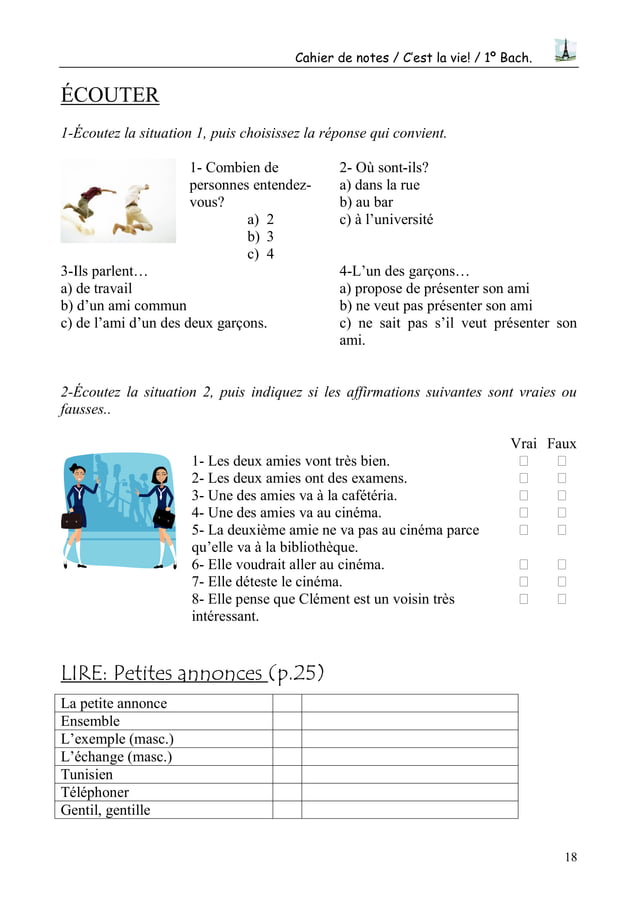 Cahier de notes / C'est la vie! / 1º Bach.
ÉCOUTER
1-Écoutez la situation 1, puis choisissez la réponse qui convient.
1- Combien de
personnes entendez-
vous?
a) 2
b) 3
c) 4
2- Où sont-ils?
a) dans la rue
b) au bar
c) à l'université
3-Ils parlent…
a) de travail
b) d'un ami commun
c) de l'ami d'un des deux garçons.
4-L'un des garçons…
a) propose de présenter son ami
b) ne veut pas présenter son ami
c) ne sait pas s'il veut présenter son
ami.
2-Écoutez la situation 2, puis indiquez si les affirmations suivantes sont vraies ou
fausses..
Vrai Faux
1- Les deux amies vont très bien.
2- Les deux amies ont des examens.
3- Une des amies va à la cafétéria.
4- Une des amies va au cinéma.
5- La deuxième amie ne va pas au cinéma parce
qu'elle va à la bibliothèque.
6- Elle voudrait aller au cinéma.
7- Elle déteste le cinéma.
8- Elle pense que Clément est un voisin très
intéressant.
LIRE: Petites annonces (p.25)
La petite annonce
Ensemble
L'exemple (masc.)
L'échange (masc.)
Tunisien
Téléphoner
Gentil, gentille
18